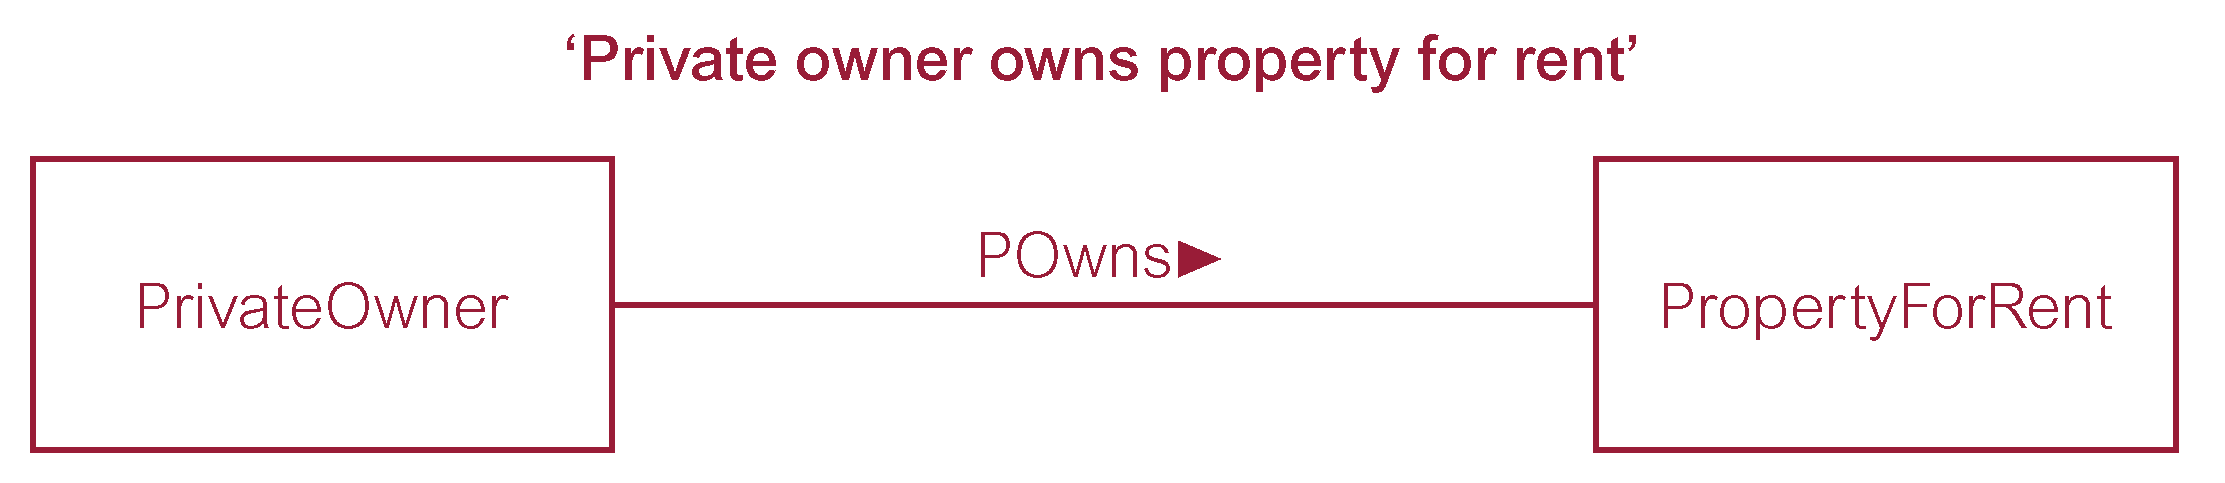 ‘Private owner owns property for rent’
POwns
PrivateOwner
PropertyForRent